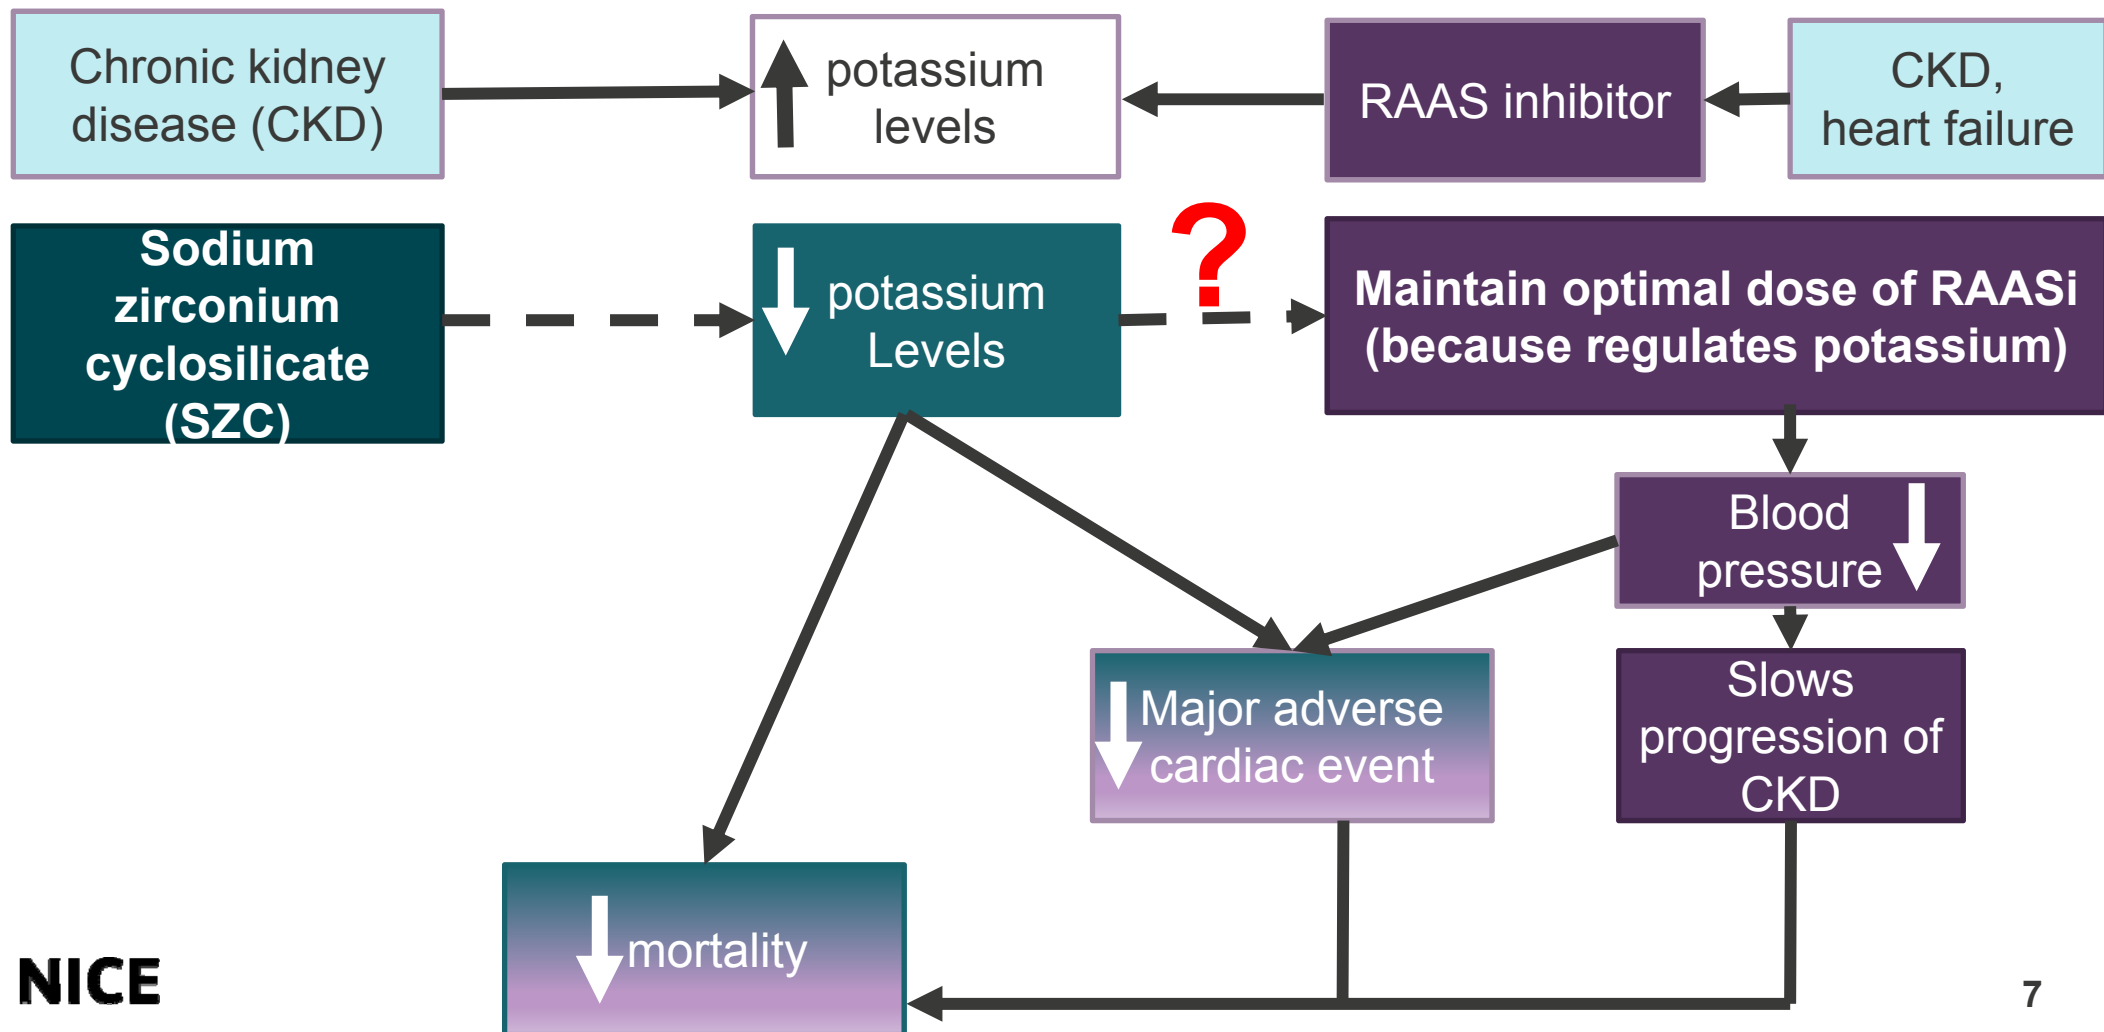 Chronic kidney
disease (CKD)
potassium
levels
RAAS inhibitor
CKD,
heart failure
Sodium
zirconium
cyclosilicate
(SZC)
potassium
Levels
?
Maintain optimal dose of RAASi
(because regulates potassium)
Blood
pressure
Major adverse
cardiac event
Slows
progression of
CKD
mortality
NICE
7